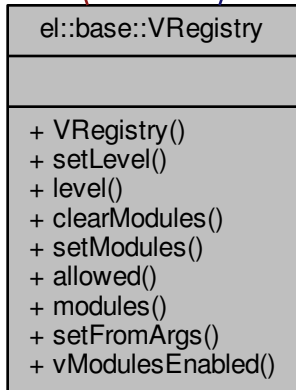 el::base::VRegistry
+ VRegistry()
+ setLevel()
+ level()
+ clearModules()
+ setModules()
+ allowed()
+ modules()
+ setFromArgs()
+ vModulesEnabled()